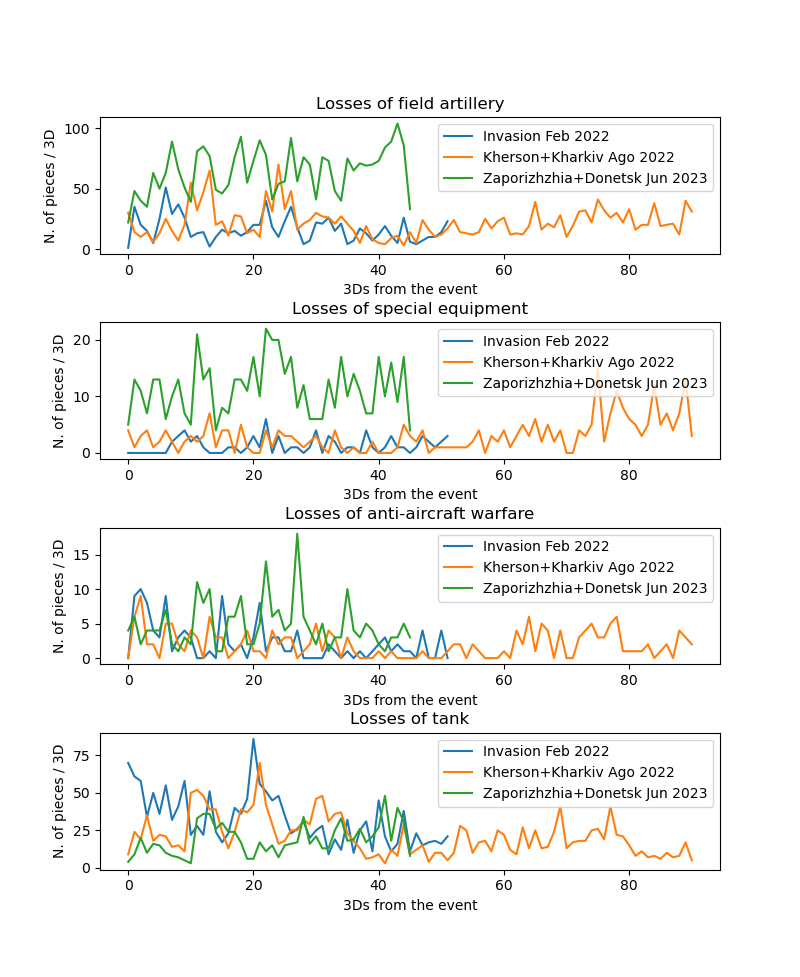 Losses of field artillery
N. of pieces / 3D
100
50
0
Invasion Feb 2022
Kherson+Kharkiv Ago 2022
Zaporizhzhia+Donetsk Jun 2023
0 20 40 60 80
3Ds from the event
Losses of special equipment
N. of pieces / 3D
20
10
0
Invasion Feb 2022
Kherson+Kharkiv Ago 2022
Zaporizhzhia+Donetsk Jun 2023
0 20 40 60 80
3Ds from the event
Losses of anti-aircraft warfare
N. of pieces / 3D
15
10
5
0
Invasion Feb 2022
Kherson+Kharkiv Ago 2022
Zaporizhzhia+Donetsk Jun 2023
0 20 40 60 80
3Ds from the event
Losses of tank
N. of pieces / 3D
75
50
25
0
Invasion Feb 2022
Kherson+Kharkiv Ago 2022
Zaporizhzhia+Donetsk Jun 2023
0 20 40 60 80
3Ds from the event